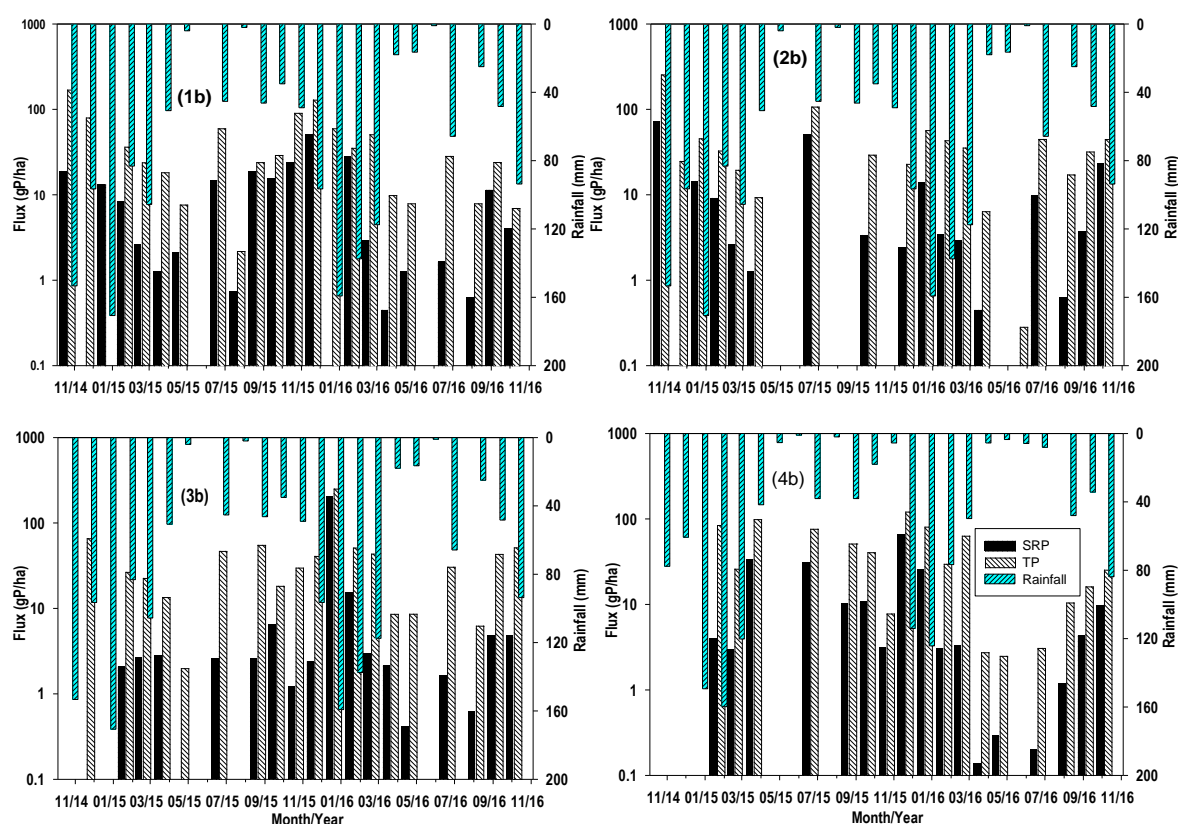 1000 100 10 1 0.1
Flux (gP/ha)
(1b)
0 40 80 120 160 200
Rainfall (mm)
11/14 01/15 03/15 05/15 07/15 09/15 11/15 01/16 03/16 05/16 07/16 09/16 11/16
1000 100 10 1 0.1
Flux (gP/ha)
(2b)
0 40 80 120 160 200
Rainfall (mm)
11/14 01/15 03/15 05/15 07/15 09/15 11/15 01/16 03/16 05/16 07/16 09/16 11/16
1000 100 10 1 0.1
Flux (gP/ha)
(3b)
0 40 80 120 160 200
Rainfall (mm)
11/14 01/15 03/15 05/15 07/15 09/15 11/15 01/16 03/16 05/16 07/16 09/16 11/16
Month/Year
1000 100 10 1 0.1
Flux (gP/ha)
(4b)
SRP
TP
Rainfall
0 40 80 120 160 200
Rainfall (mm)
11/14 01/15 03/15 05/15 07/15 09/15 11/15 01/16 03/16 05/16 07/16 09/16 11/16
Month/Year